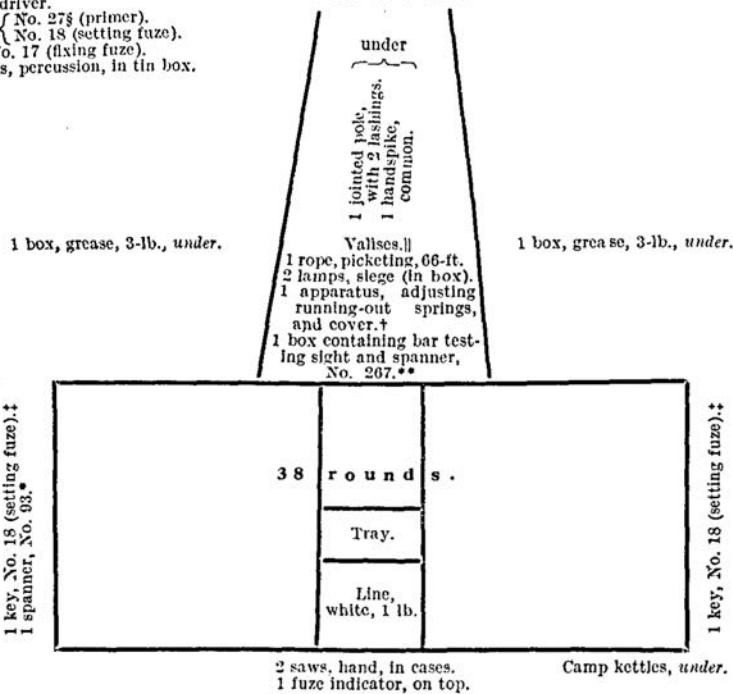 driver.
{ No. 27§ (primer).
{ No. 18 (setting fuze).
No. 17 (fixing fuze).
s, percussion, in tin box.
under
1 jointed pole,
with 2 lashings.
1 handspike,
common.
1 box, grease, 3-lb., under.
Valises.||
1 rope, picketing, 66-ft.
2 lamps, siege (in box).
1 apparatus, adjusting
running-out springs,
and cover.†
1 box containing bar test-
ing sight and spanner,
No. 267.**
1 box, grease, 3-lb., under.
1 key, No. 18 (setting fuze).‡
1 spanner, No. 93.*
38 rounds.
Tray.
Line,
white, 1 lb.
1 key, No. 18 (setting fuze).‡
2 saws, hand, in cases.
1 fuze indicator, on top.
Camp kettles, under.